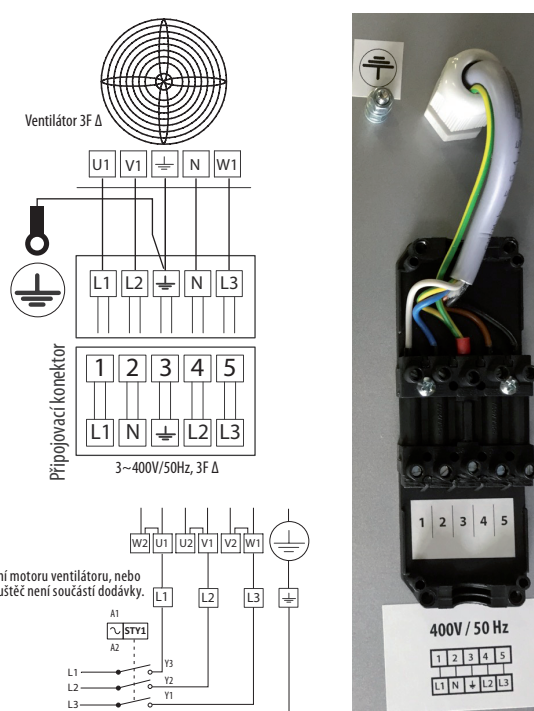 Ventilátor 3F Δ
U1 V1 N W1
L1 L2 N L3
Připojovací konektor
1 2 3 4 5
L1 N L2 L3
3~400V/50Hz, 3F Δ
W2 U1 U2 V1 V2 W1
ní motoru ventilátoru, nebo
uštěč není součástí dodávky.
L1 L2 L3
A1
STY1
A2
L1 Y3
L2 Y2
L3 Y1
1 2 3 4 5
400V / 50 Hz
1 2 3 4 5
L1 N L2 L3